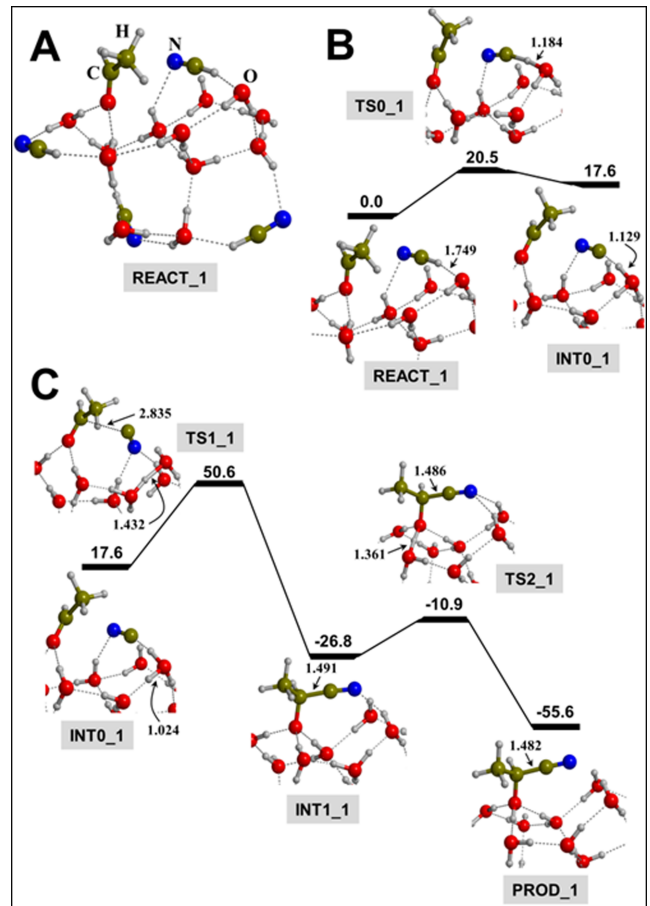 A
H
N
C
O
REACT_1
B
1.184
TS0_1
20.5
17.6
0.0
1.749
1.129
REACT_1
INT0_1
C
2.835
TS1_1
50.6
1.432
17.6
1.486
1.361
TS2_1
-10.9
-26.8
1.491
-55.6
INT0_1
1.024
1.482
INT1_1
PROD_1